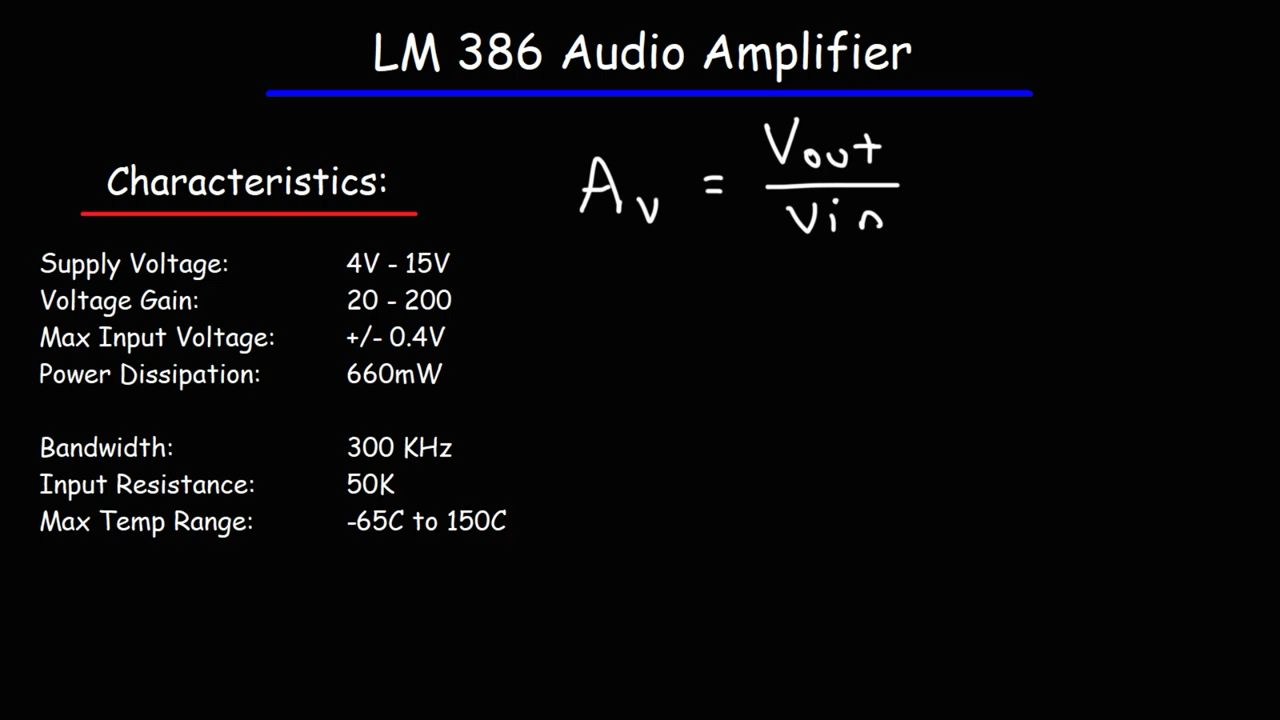 LM 386 Audio Amplifier
Characteristics:
Av = Vout / Vin
Supply Voltage: 4V - 15V
Voltage Gain: 20 - 200
Max Input Voltage: +/- 0.4V
Power Dissipation: 660mW
Bandwidth: 300 KHz
Input Resistance: 50K
Max Temp Range: -65C to 150C